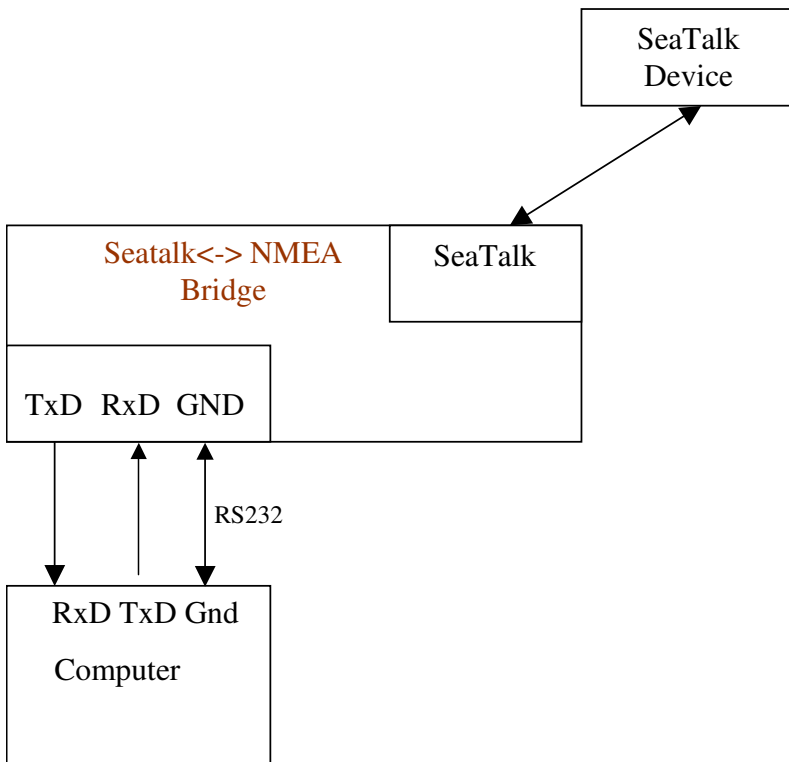 SeaTalk
Device
Seatalk<-> NMEA
Bridge
SeaTalk
TxD RxD GND
RS232
RxD TxD Gnd
Computer